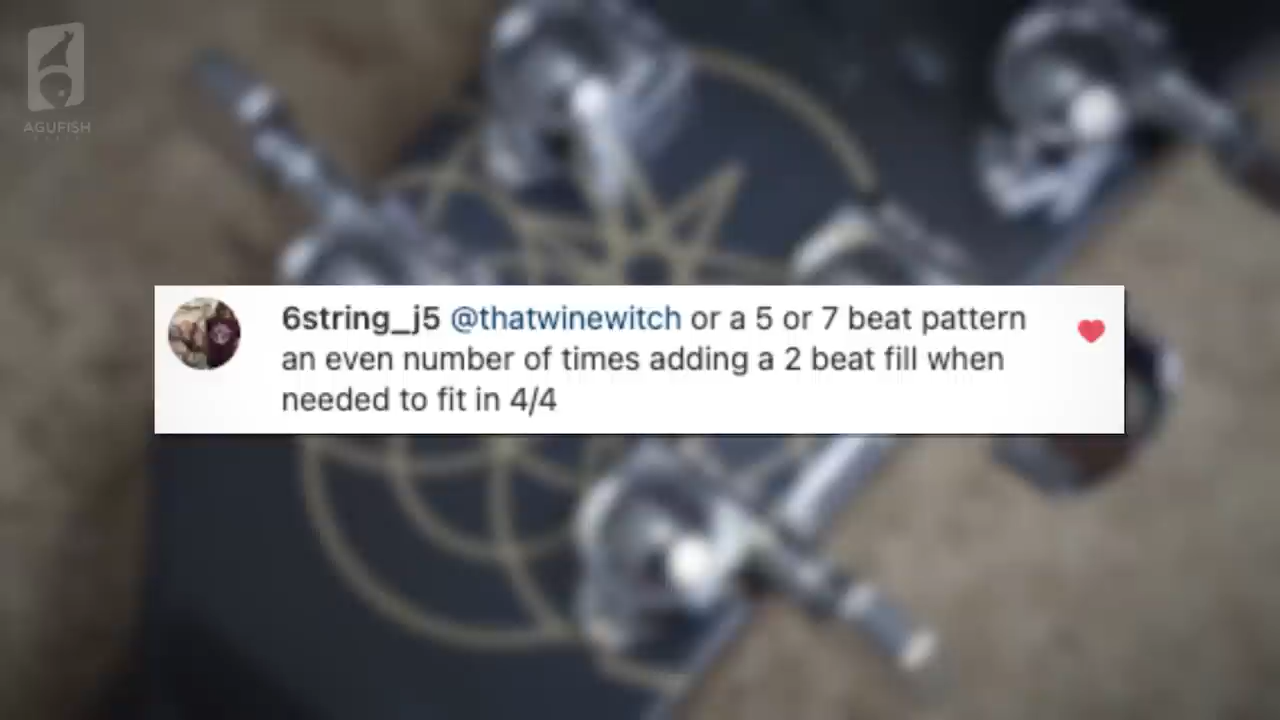 AGUFISH
6string_j5 @thatwinewitch or a 5 or 7 beat pattern
an even number of times adding a 2 beat fill when
needed to fit in 4/4